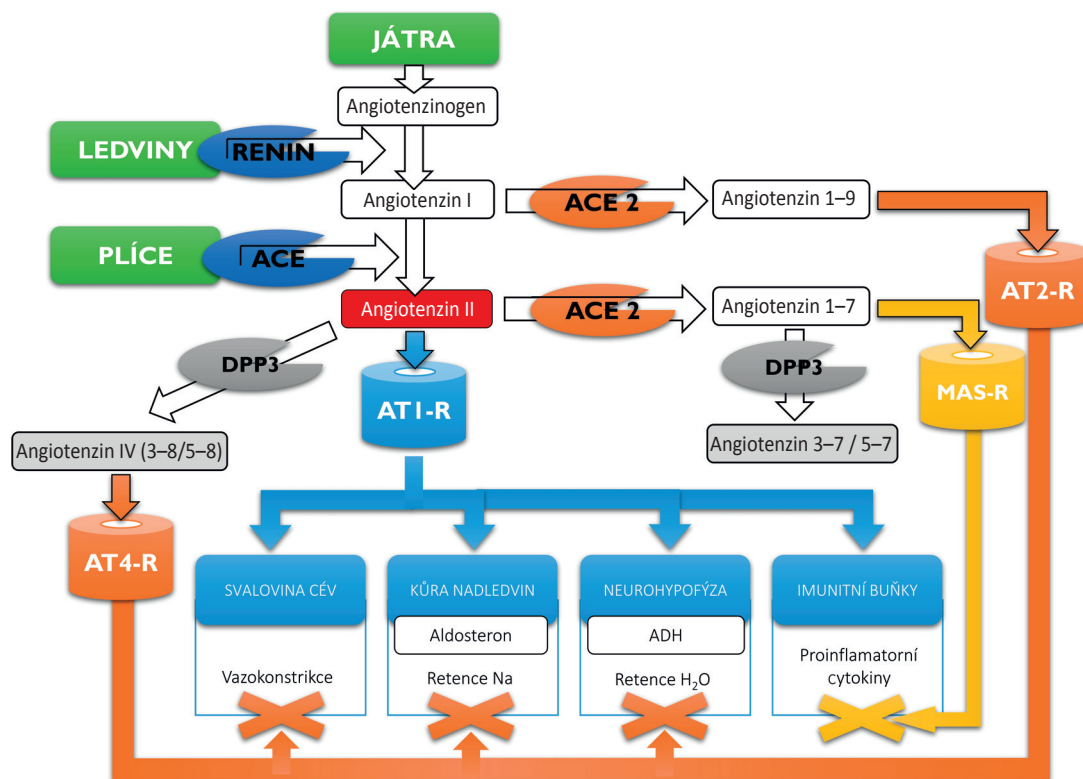 JÁTRA
Angiotenzinogen
LEDVINY
RENIN
Angiotenzin I
ACE 2
Angiotenzin 1–9
PLÍCE
ACE
AT2-R
Angiotenzin II
ACE 2
Angiotenzin 1–7
DPP3
DPP3
AT1-R
MAS-R
Angiotenzin IV (3–8/5–8)
Angiotenzin 3–7 / 5–7
AT4-R
SVALOVINA CÉV
KŮRA NADLEDVIN
NEUROHYPOFÝZA
IMUNITNÍ BUŇKY
Aldosteron
ADH
Vazokonstrikce
Retence Na
Retence H₂O
Proinflamatorní
cytokiny